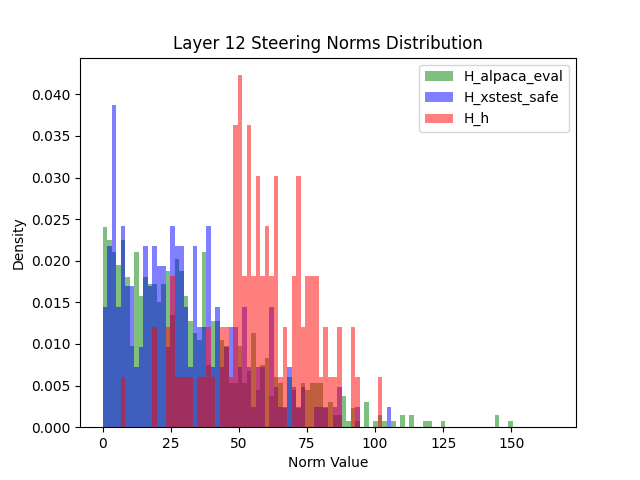 Layer 12 Steering Norms Distribution
H_alpaca_eval
H_xstest_safe
H_h
Density
0.040
0.035
0.030
0.025
0.020
0.015
0.010
0.005
0.000
0
25
50
75
100
125
150
Norm Value